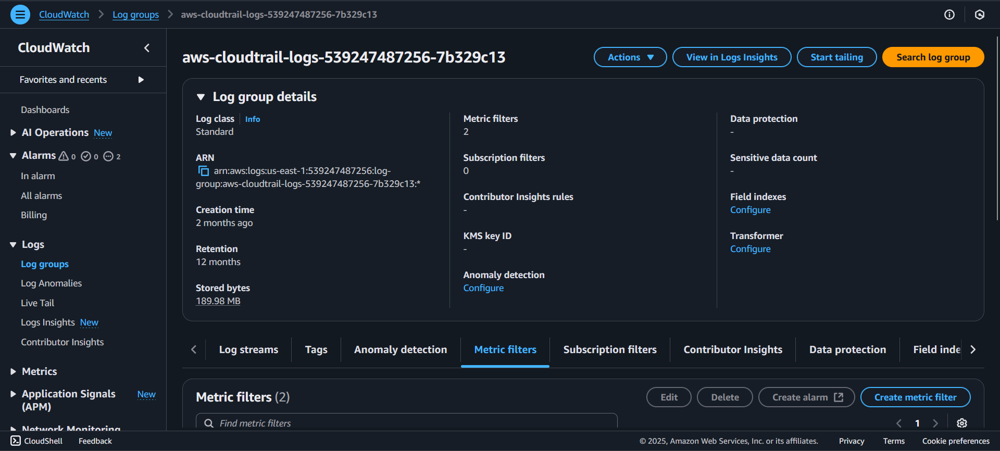 CloudWatch
Log groups
aws-cloudtrail-logs-539247487256-7b329c13
CloudWatch
Favorites and recents
Dashboards
AI Operations New
Alarms 0 0 2
In alarm
All alarms
Billing
Logs
Log groups
Log Anomalies
Live Tail
Logs Insights New
Contributor Insights
Metrics
Application Signals New
(APM)
Network Monitoring
aws-cloudtrail-logs-539247487256-7b329c13
Actions
View in Logs Insights
Start tailing
Search log group
Log group details
Log class Info
Standard
ARN
arn:aws:logs:us-east-1:539247487256:log-
group:aws-cloudtrail-logs-539247487256-7b329c13:*
Creation time
2 months ago
Retention
12 months
Stored bytes
189.98 MB
Metric filters
2
Subscription filters
0
Contributor Insights rules
-
KMS key ID
-
Anomaly detection
Configure
Data protection
-
Sensitive data count
-
Field indexes
Configure
Transformer
Configure
Log streams
Tags
Anomaly detection
Metric filters
Subscription filters
Contributor Insights
Data protection
Field inde
Metric filters (2)
Edit
Delete
Create alarm
Create metric filter
Find metric filters
1
CloudShell
Feedback
© 2025, Amazon Web Services, Inc. or its affiliates.
Privacy
Terms
Cookie preferences